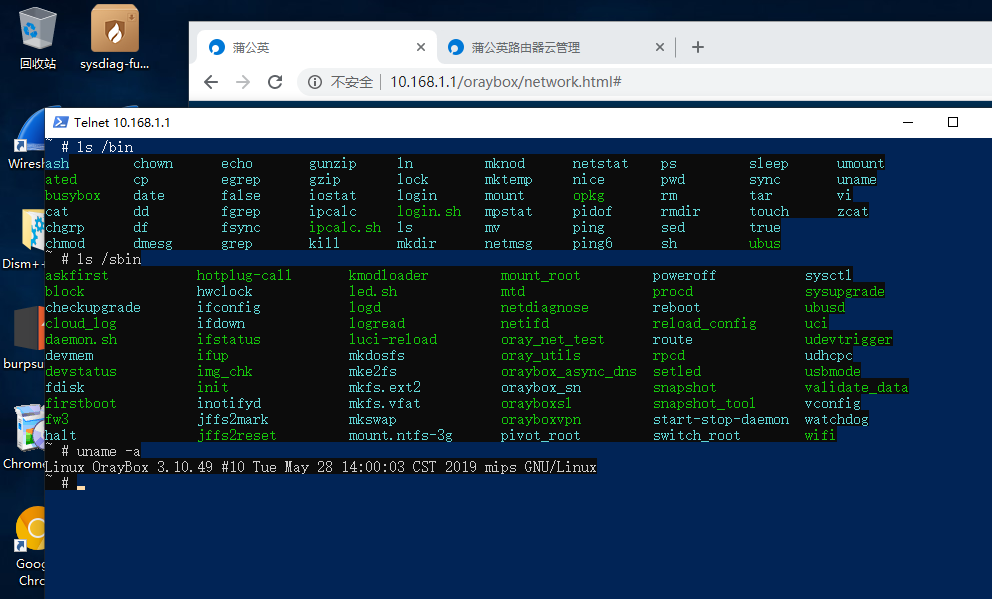 回收站
sysdiag-fu...
Wiresh
Dism++
burpsu
Chrome
Goog
Chro
蒲公英
蒲公英路由器云管理
不安全 10.168.1.1/oraybox/network.html#
Telnet 10.168.1.1
~ # ls /bin
ash chown echo gunzip ln mknod netstat ps sleep umount
ated cp egrep gzip lock mktemp nice pwd sync uname
busybox date false iostat login mount opkg rm tar vi
cat dd fgrep ipcalc login.sh mpstat pidof rmdir touch zcat
chgrp df fsync ipcalc.sh ls mv ping sed true
chmod dmesg grep kill mkdir netmsg ping6 sh ubus
~ # ls /sbin
askfirst hotplug-call kmodloader mount_root poweroff sysctl
block hwclock led.sh mtd procd sysupgrade
checkupgrade ifconfig logd netdiagnose reboot ubusd
cloud_log ifdown logread netifd reload_config uci
daemon.sh ifstatus luci-reload oray_net_test route udevtrigger
devmem ifup mkdosfs oray_utils rpcd udhcpc
devstatus img_chk mke2fs oraybox_async_dns setled usbmode
fdisk init mkfs.ext2 oraybox_sn snapshot validate_data
firstboot inotifyd mkfs.vfat orayboxsl snapshot_tool vconfig
fw3 jffs2mark mkswap orayboxvpn start-stop-daemon watchdog
halt jffs2reset mount.ntfs-3g pivot_root switch_root wifi
~ # uname -a
Linux OrayBox 3.10.49 #10 Tue May 28 14:00:03 CST 2019 mips GNU/Linux
~ #